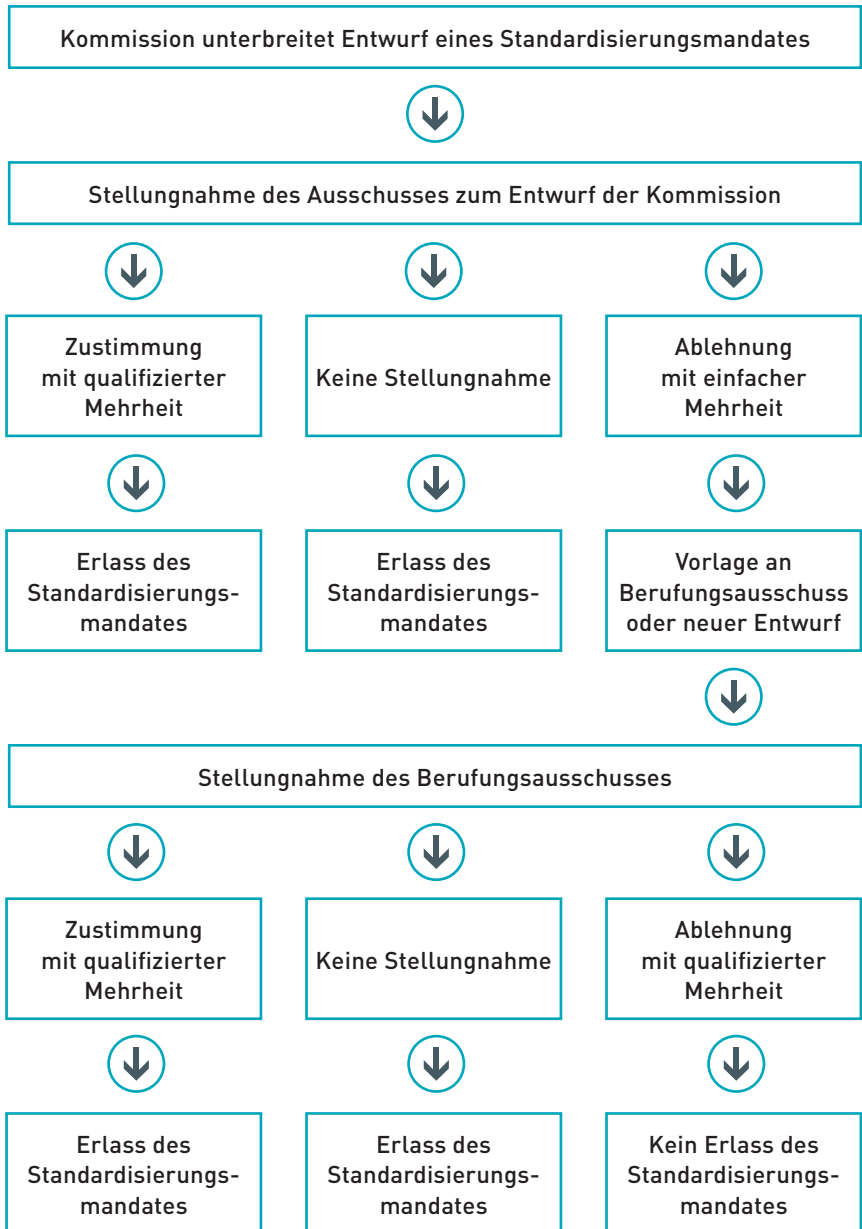 Kommission unterbreitet Entwurf eines Standardisierungsmandates
Stellungnahme des Ausschusses zum Entwurf der Kommission
Zustimmung
mit qualifizierter
Mehrheit
Keine Stellungnahme
Ablehnung
mit einfacher
Mehrheit
Erlass des
Standardisierungs-
mandates
Erlass des
Standardisierungs-
mandates
Vorlage an
Berufungsausschuss
oder neuer Entwurf
Stellungnahme des Berufungsausschusses
Zustimmung
mit qualifizierter
Mehrheit
Keine Stellungnahme
Ablehnung
mit qualifizierter
Mehrheit
Erlass des
Standardisierungs-
mandates
Erlass des
Standardisierungs-
mandates
Kein Erlass des
Standardisierungs-
mandates